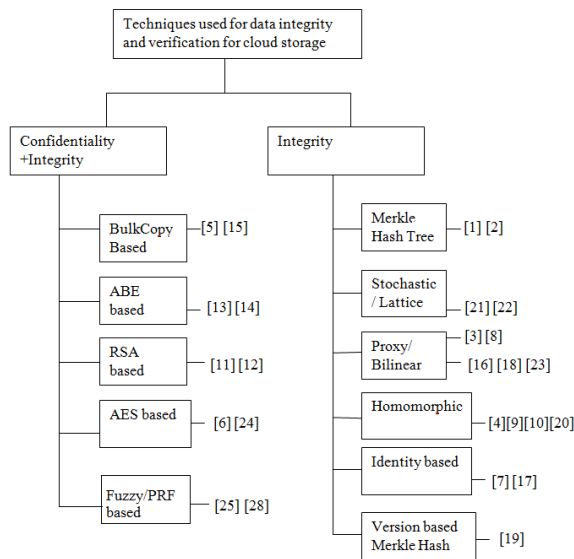 Techniques used for data integrity
and verification for cloud storage
Confidentiality
+Integrity
BulkCopy
Based
[5] [15]
ABE
based
[13] [14]
RSA
based
[11] [12]
AES based
[6] [24]
Fuzzy/PRF
based
[25] [28]
Integrity
Merkle
Hash Tree
[1] [2]
Stochastic
/ Lattice
[21] [22]
Proxy/
Bilinear
[3] [8]
[16] [18] [23]
Homomorphic
[4][9][10][20]
Identity based
[7] [17]
Version based
Merkle Hash
[19]